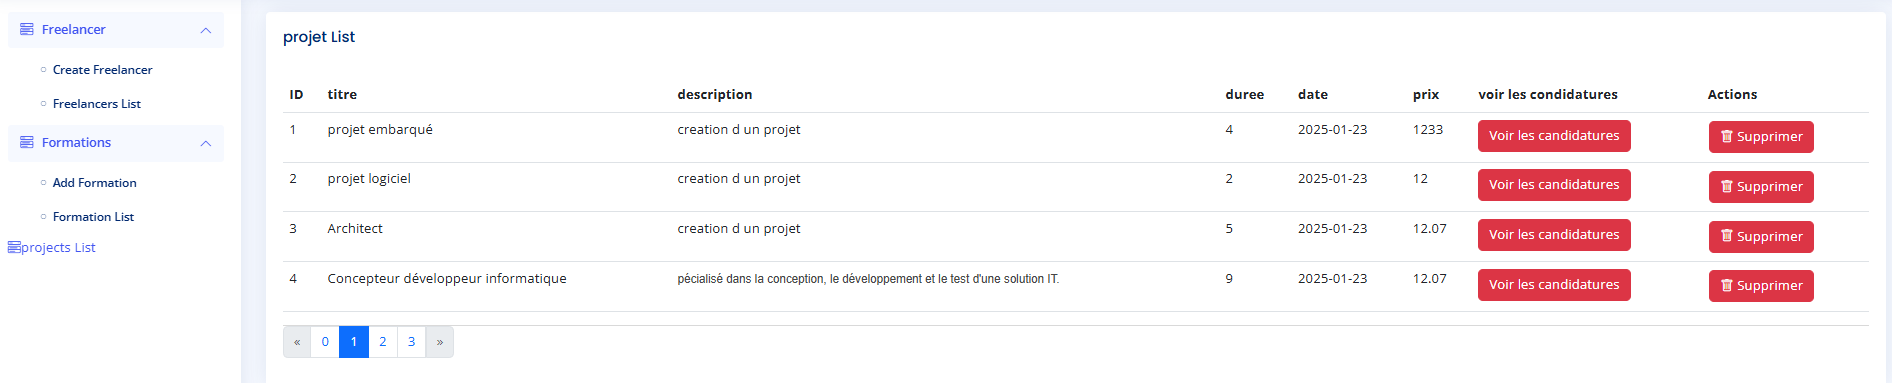 Freelancer
Create Freelancer
Freelancers List
Formations
Add Formation
Formation List
projects List
projet List
ID titre description duree date prix voir les condidatures Actions
1 projet embarqué creation d un projet 4 2025-01-23 1233 Voir les candidatures Supprimer
2 projet logiciel creation d un projet 2 2025-01-23 12 Voir les candidatures Supprimer
3 Architect creation d un projet 5 2025-01-23 12.07 Voir les candidatures Supprimer
4 Concepteur développeur informatique pécialisé dans la conception, le développement et le test d'une solution IT. 9 2025-01-23 12.07 Voir les candidatures Supprimer
« 0 1 2 3 »